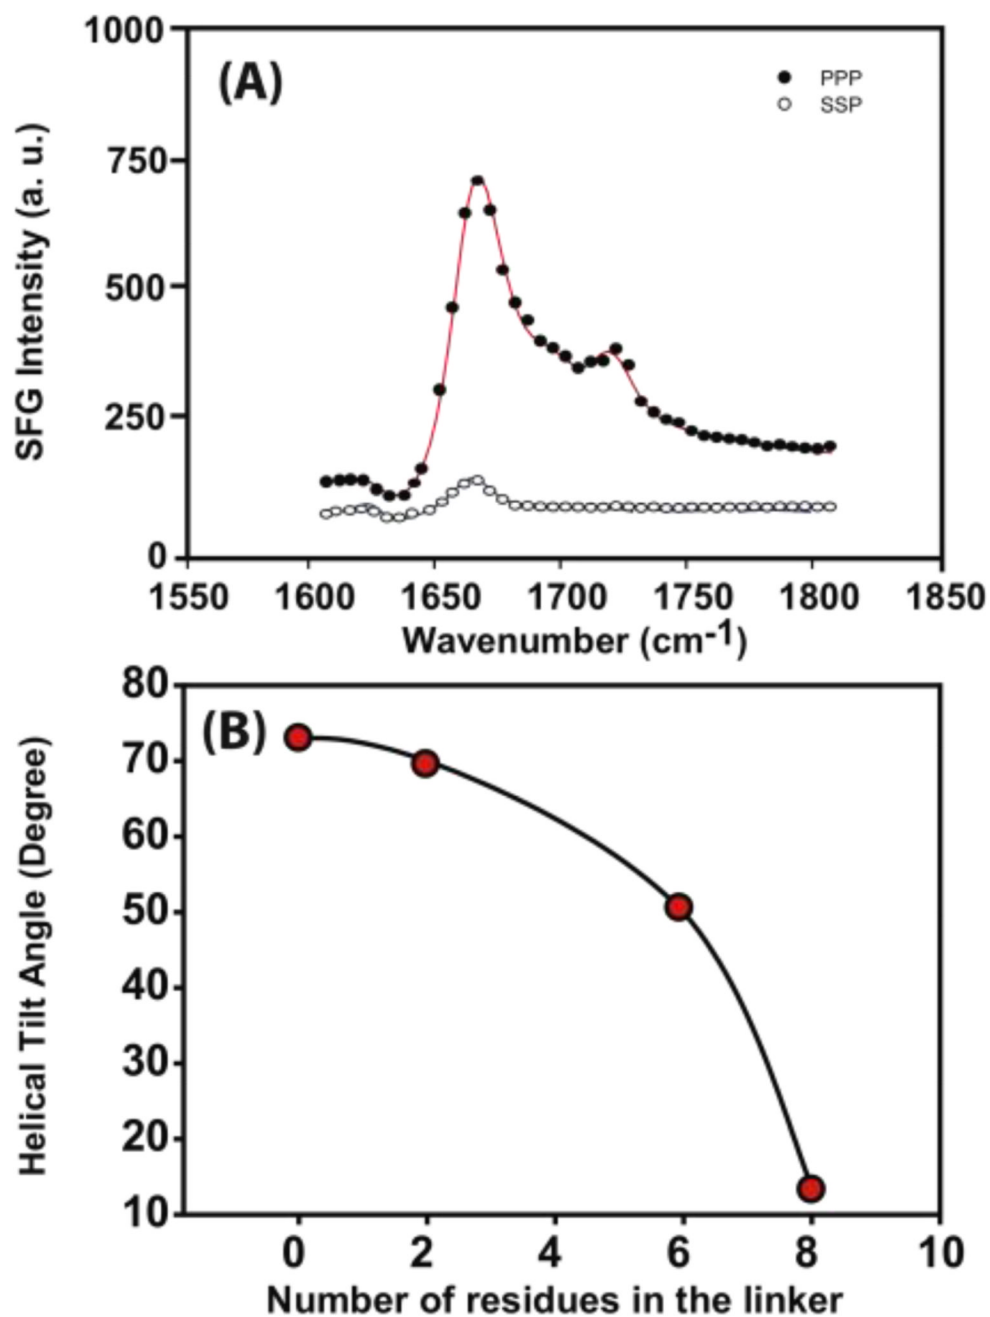 1000
(A)
PPP
SSP
750
500
250
0
SFG Intensity (a. u.)
1550 1600 1650 1700 1750 1800 1850
Wavenumber (cm-1)
80
(B)
70
60
50
40
30
20
10
Helical Tilt Angle (Degree)
0 2 4 6 8 10
Number of residues in the linker